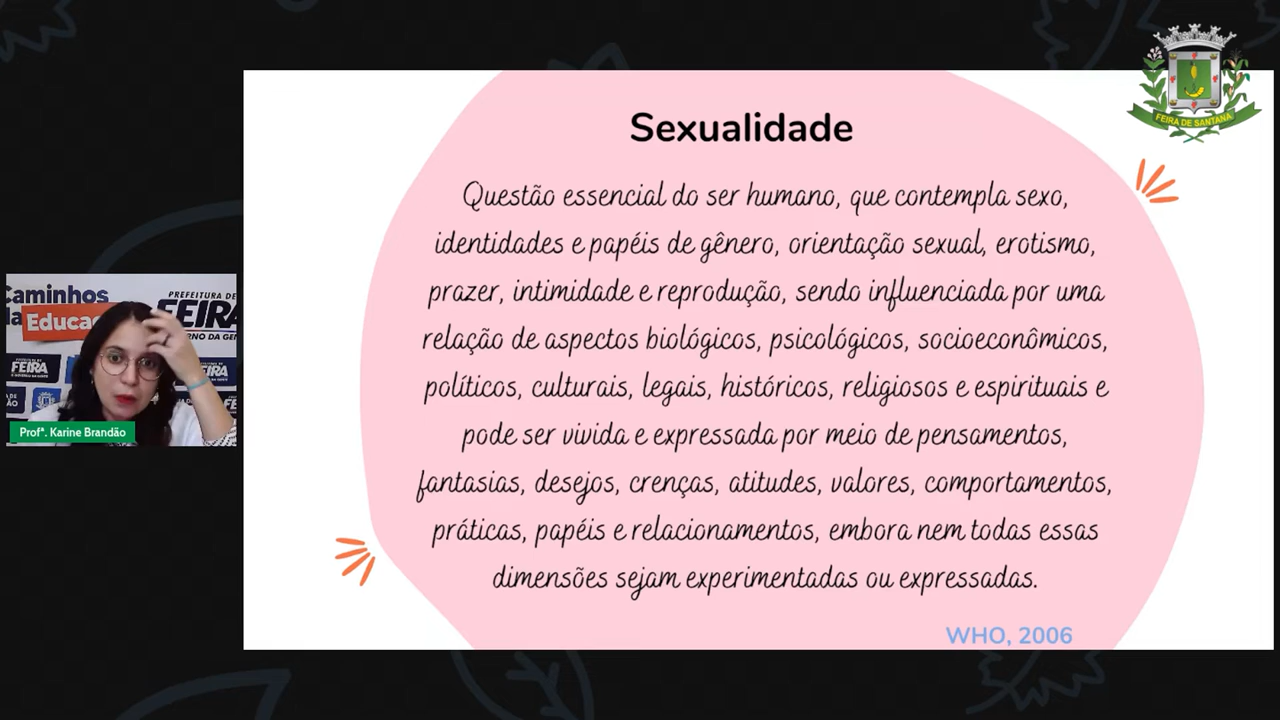 FEIRA DE SANTANA
Sexualidade
Questão essencial do ser humano, que contempla sexo,
identidades e papéis de gênero, orientação sexual, erotismo,
prazer, intimidade e reprodução, sendo influenciada por uma
relação de aspectos biológicos, psicológicos, socioeconômicos,
políticos, culturais, legais, históricos, religiosos e espirituais e
pode ser vivida e expressada por meio de pensamentos,
fantasias, desejos, crenças, atitudes, valores, comportamentos,
práticas, papéis e relacionamentos, embora nem todas essas
dimensões sejam experimentadas ou expressadas.
WHO, 2006
Caminhos
Educac
PREFEITURA DE
FEIRA
FEIRA
Profª. Karine Brandão